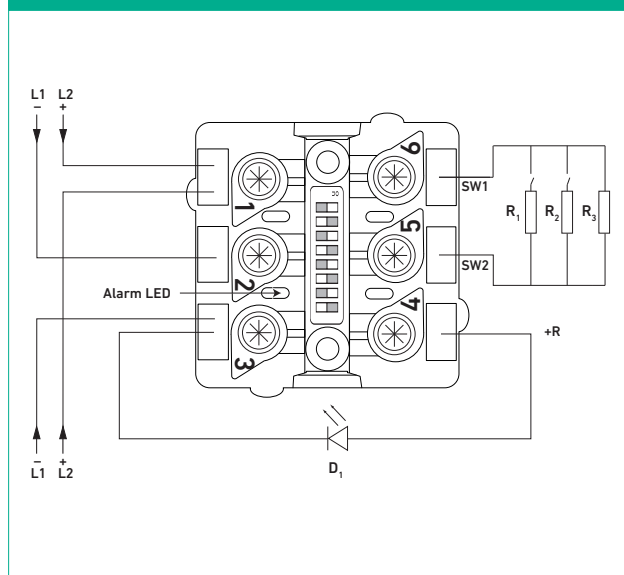 L1 L2
− +
6
SW1
1
R1 R2 R3
5
SW2
2
Alarm LED
4
+R
3
D1
− +
L1 L2